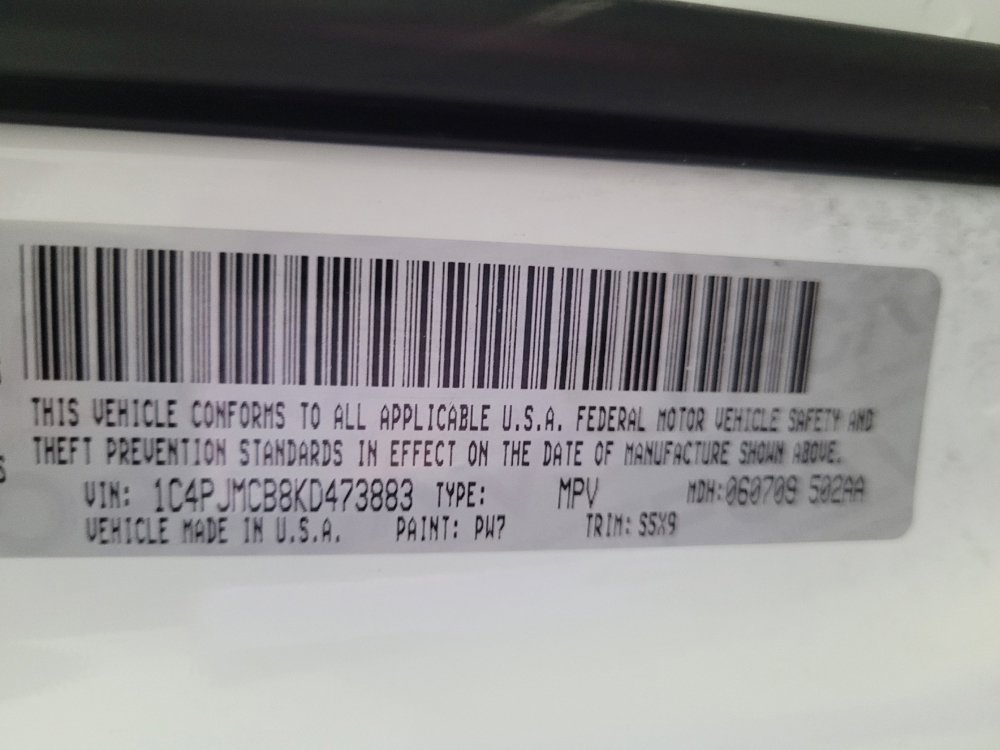 THIS VEHICLE CONFORMS TO ALL APPLICABLE U.S.A. FEDERAL MOTOR VEHICLE SAFETY AND
THEFT PREVENTION STANDARDS IN EFFECT ON THE DATE OF MANUFACTURE SHOWN ABOVE.
VIN: 1C4PJMCB8KD473883 TYPE: MPV MDH: 060709 502AA
VEHICLE MADE IN U.S.A. PAINT: PW7 TRIM: S5X9